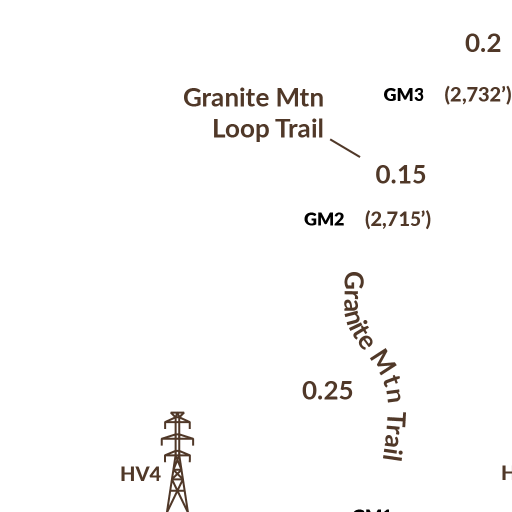 0.2
GM3 (2,732’)
Granite Mtn
Loop Trail
0.15
GM2 (2,715’)
Granite Mtn Trail
0.25
HV4
GM1